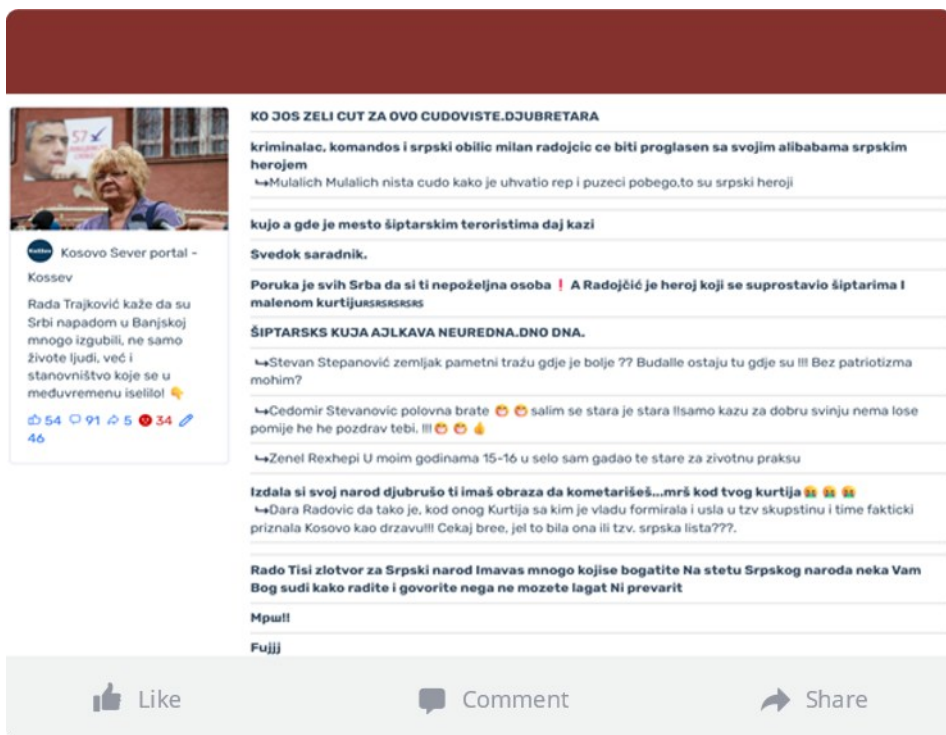 57
Kossev
Kosovo Sever portal -
Kossev
Rada Trajković kaže da su
Srbi napadom u Banjskoj
mnogo izgubili, ne samo
živote ljudi, već i
stanovništvo koje se u
međuvremenu iselilo! 👇
54 91 5 34
46
KO JOS ZELI CUT ZA OVO CUDOVISTE.DJUBRETARA
kriminalac, komandos i srpski obilic milan radojcic ce biti proglasen sa svojim alibabama srpskim
herojem
↪Mulalich Mulalich nista cudo kako je uhvatio rep i puzeci pobego,to su srpski heroji
kujo a gde je mesto šiptarskim teroristima daj kazi
Svedok saradnik.
Poruka je svih Srba da si ti nepoželjna osoba ❗ A Radojčić je heroj koji se suprostavio šiptarima I
malenom kurtijuRSRSRSRSRS
ŠIPTARSKS KUJA AJLKAVA NEUREDNA.DNO DNA.
↪Stevan Stepanović zemljak pametni tražu gdje je bolje ?? Budalle ostaju tu gdje su !!! Bez patriotizma
mohim?
↪Cedomir Stevanovic polovna brate 😁 😁 salim se stara je stara !!samo kazu za dobru svinju nema lose
pomije he he pozdrav tebi. !!! 😁 😁 👍
↪Zenel Rexhepi U mojim godinama 15-16 u selo sam gadao te stare za zivotnu praksu
Izdala si svoj narod djubrušo ti imaš obraza da kometarišeš...mrš kod tvog kurtija 🤮 🤮 🤮
↪Dara Radovic da tako je, kod onog Kurtija sa kim je vladu formirala i usla u tzv skupstinu i time fakticki
priznala Kosovo kao drzavu!!! Cekaj bree, jel to bila ona ili tzv. srpska lista???.
Rado Tisi zlotvor za Srpski narod Imavas mnogo kojise bogatite Na stetu Srpskog naroda neka Vam
Bog sudi kako radite i govorite nega ne mozete lagat Ni prevarit
Мрш!!
Fujjj
Like Comment Share